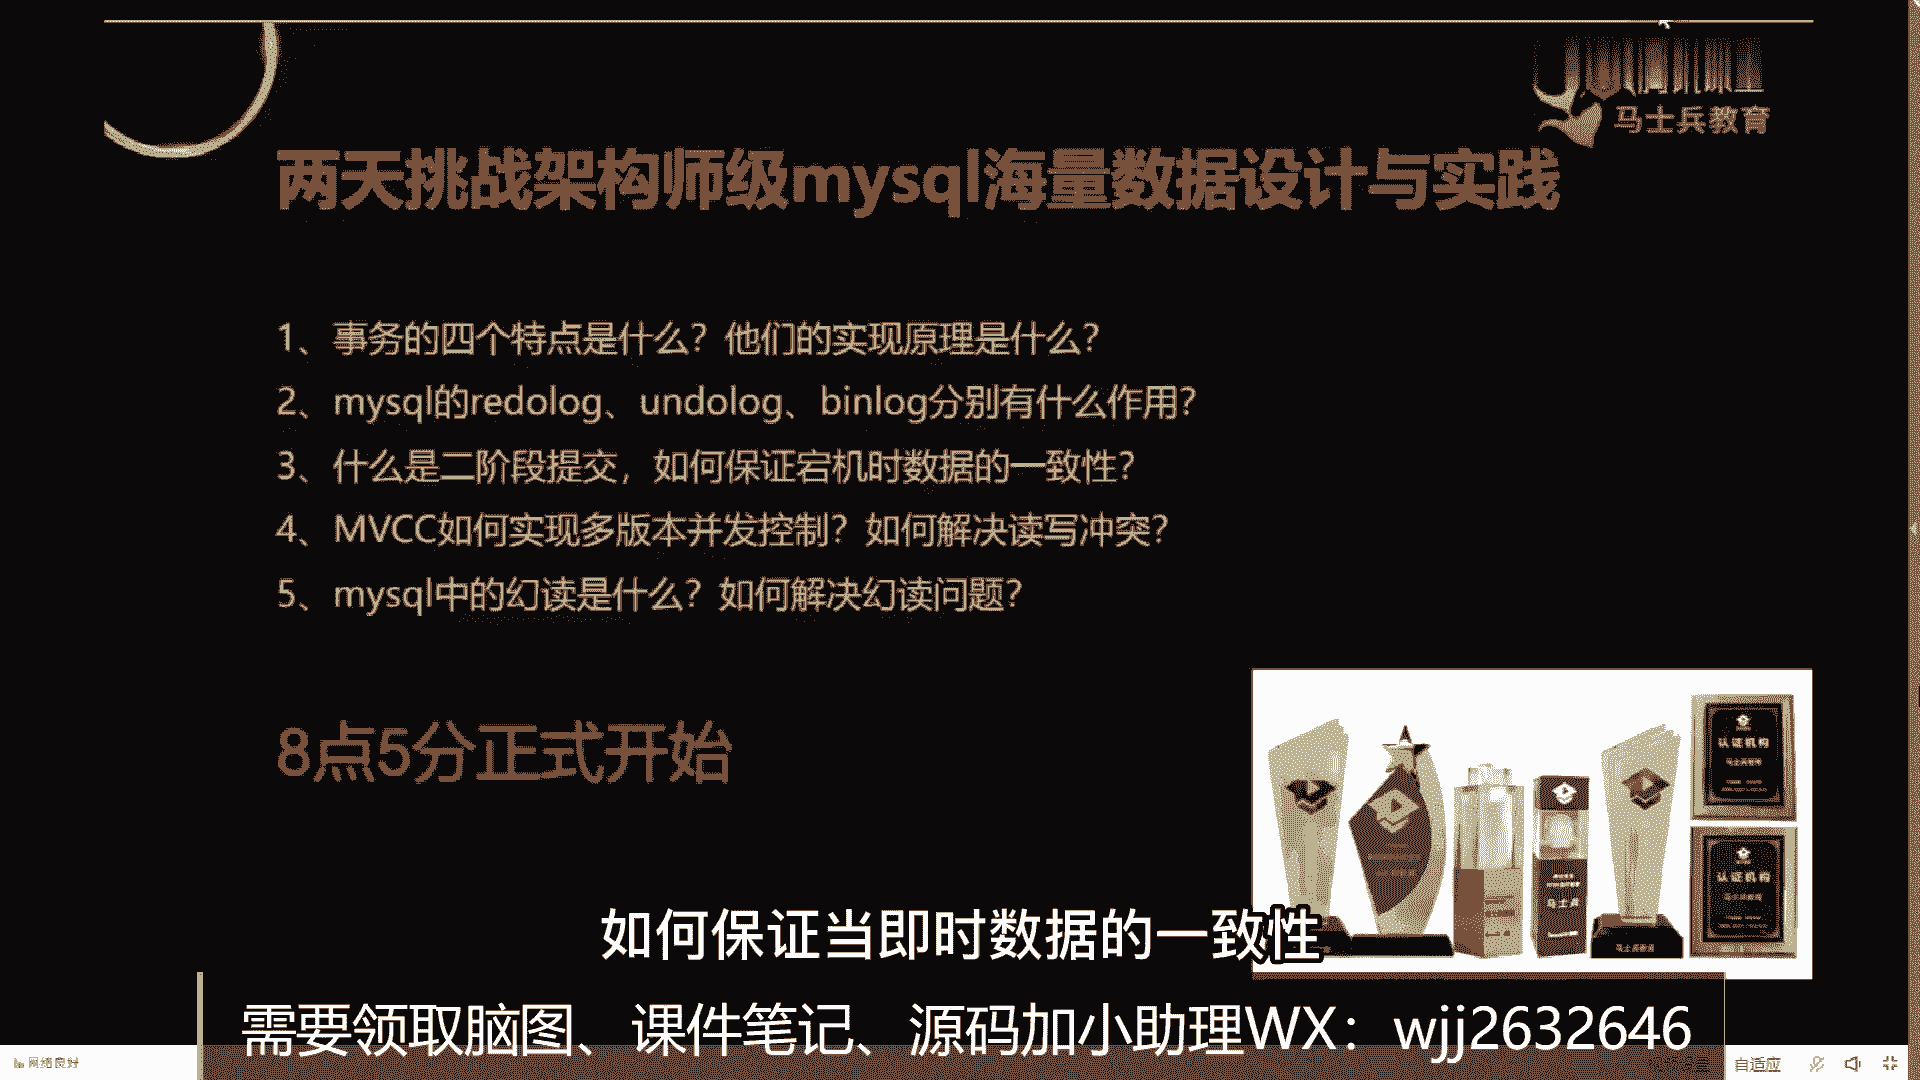 马士兵教育
两天挑战架构师级mysql海量数据设计与实践
1、事务的四个特点是什么？他们的实现原理是什么？
2、mysql的redolog、undolog、binlog分别有什么作用？
3、什么是二阶段提交，如何保证宕机时数据的一致性？
4、MVCC如何实现多版本并发控制？如何解决读写冲突？
5、mysql中的幻读是什么？如何解决幻读问题？
8点5分正式开始
认证机构
认证机构
马士兵
如何保证当即时数据的一致性
需要领取脑图、课件笔记、源码加小助理WX：wjj2632646
网络良好
自适应